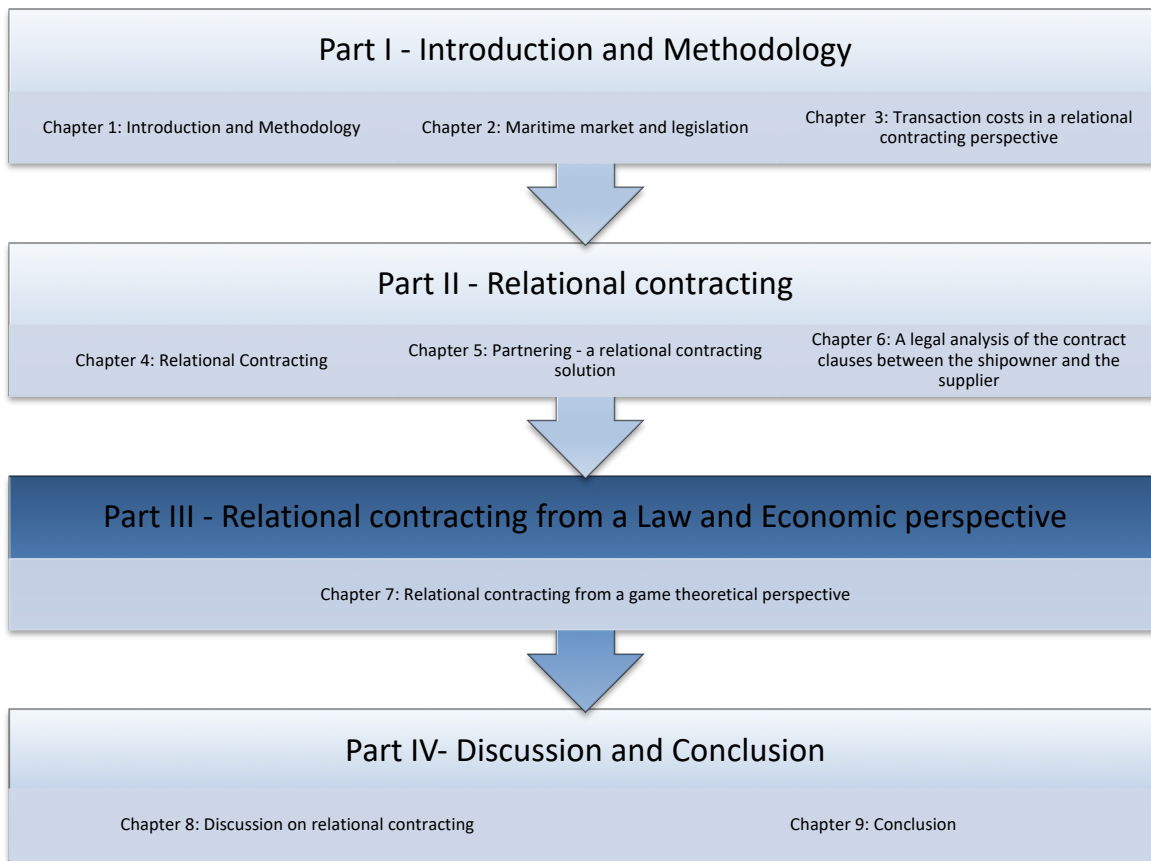 Part I - Introduction and Methodology
Chapter 1: Introduction and Methodology
Chapter 2: Maritime market and legislation
Chapter 3: Transaction costs in a relational
contracting perspective
Part II - Relational contracting
Chapter 4: Relational Contracting
Chapter 5: Partnering - a relational contracting
solution
Chapter 6: A legal analysis of the contract
clauses between the shipowner and the
supplier
Part III - Relational contracting from a Law and Economic perspective
Chapter 7: Relational contracting from a game theoretical perspective
Part IV- Discussion and Conclusion
Chapter 8: Discussion on relational contracting
Chapter 9: Conclusion